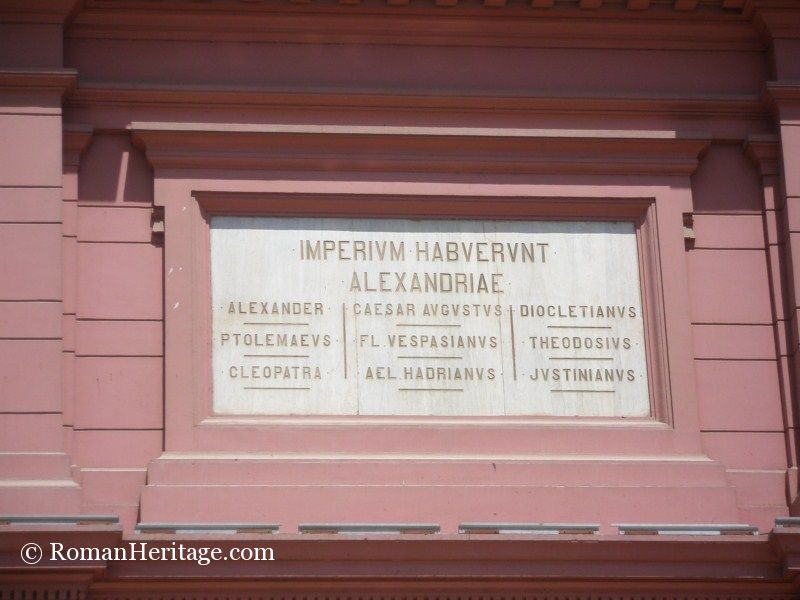 ·IMPERIVM·HABVERVNT·
·ALEXANDRIAE·
·ALEXANDER·
PTOLEMAEVS
CLEOPATRA·
CAESAR AVGVSTVS
FL. VESPASIANVS
AEL. HADRIANVS
DIOCLETIANVS
·THEODOSIVS·
·JVSTINIANVS·
© RomanHeritage.com